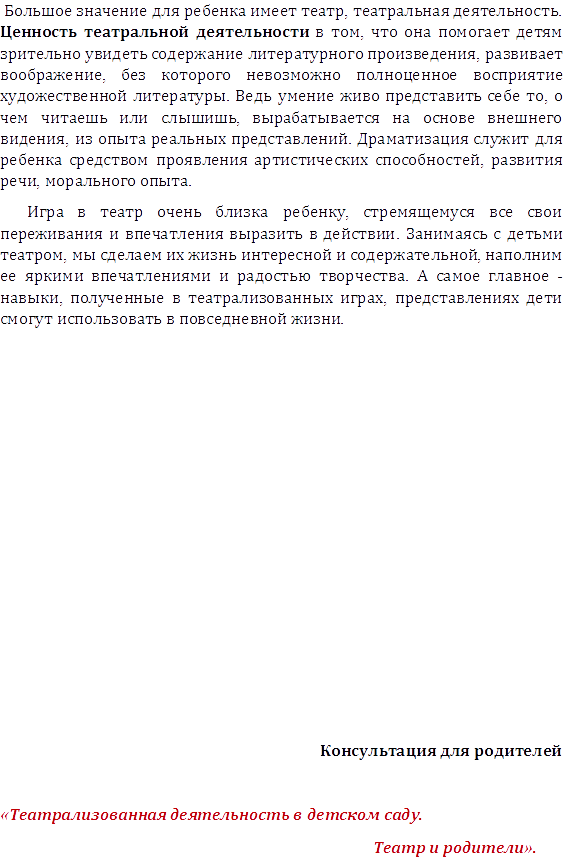 Большое значение для ребенка имеет театр, театральная деятельность.
Ценность театральной деятельности в том, что она помогает детям
зрительно увидеть содержание литературного произведения, развивает
воображение, без которого невозможно полноценное восприятие
художественной литературы. Ведь умение живо представить себе то, о
чем читаешь или слышишь, вырабатывается на основе внешнего
видения, из опыта реальных представлений. Драматизация служит для
ребенка средством проявления артистических способностей, развития
речи, морального опыта.
Игра в театр очень близка ребенку, стремящемуся все свои
переживания и впечатления выразить в действии. Занимаясь с детьми
театром, мы сделаем их жизнь интересной и содержательной, наполним
ее яркими впечатлениями и радостью творчества. А самое главное -
навыки, полученные в театрализованных играх, представлениях дети
смогут использовать в повседневной жизни.
Консультация для родителей
«Театрализованная деятельность в детском саду.
Театр и родители».